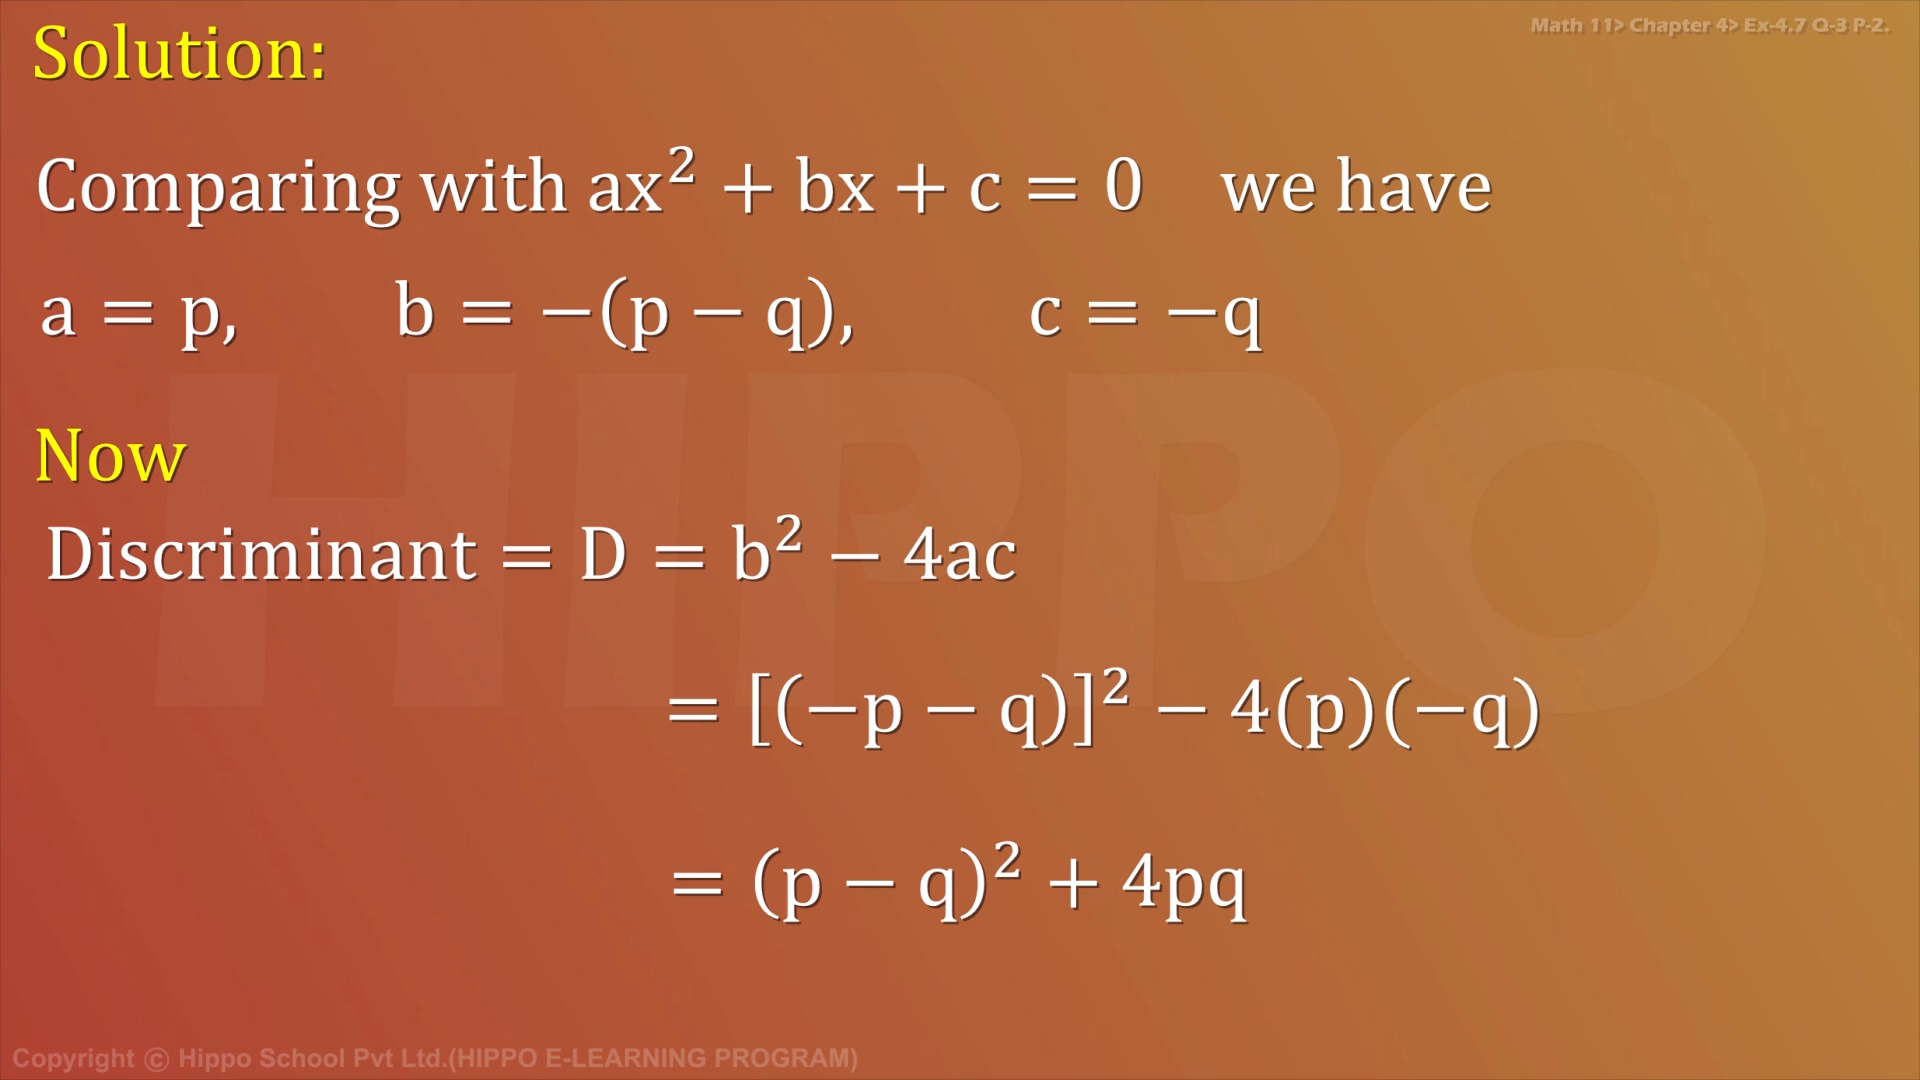 Math 11> Chapter 4> Ex-4.7 Q-3 P-2.
Solution:
Comparing with ax² + bx + c = 0 we have
a = p, b = −(p − q), c = −q
Now
Discriminant = D = b² − 4ac
= [(−p − q)]² − 4(p)(−q)
= (p − q)² + 4pq
HIPPO
Copyright © Hippo School Pvt Ltd.(HIPPO E-LEARNING PROGRAM)